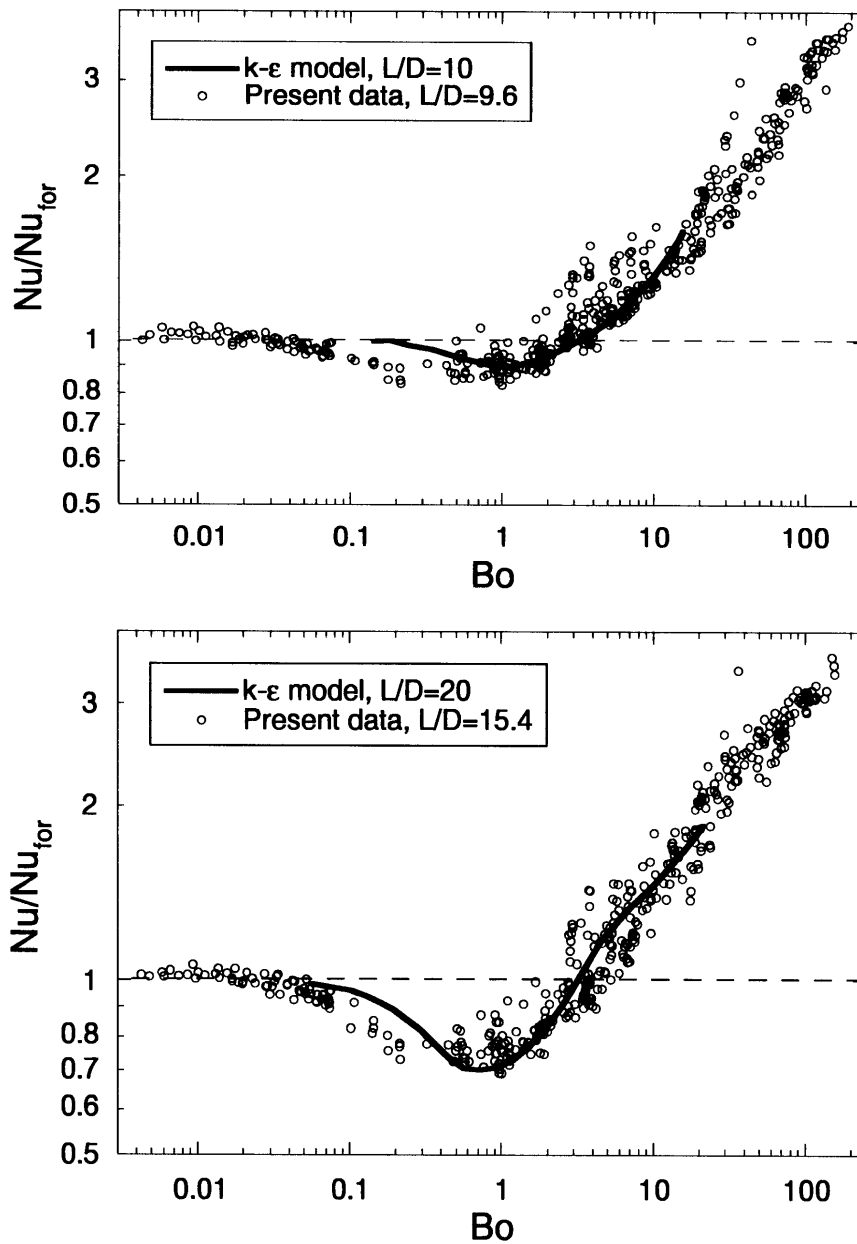 3
k-ε model, L/D=10
Present data, L/D=9.6
2
Nu/Nu_for
1
0.8
0.7
0.6
0.5
0.01 0.1 1 10 100
Bo
3
k-ε model, L/D=20
Present data, L/D=15.4
2
Nu/Nu_for
1
0.8
0.7
0.6
0.5
0.01 0.1 1 10 100
Bo